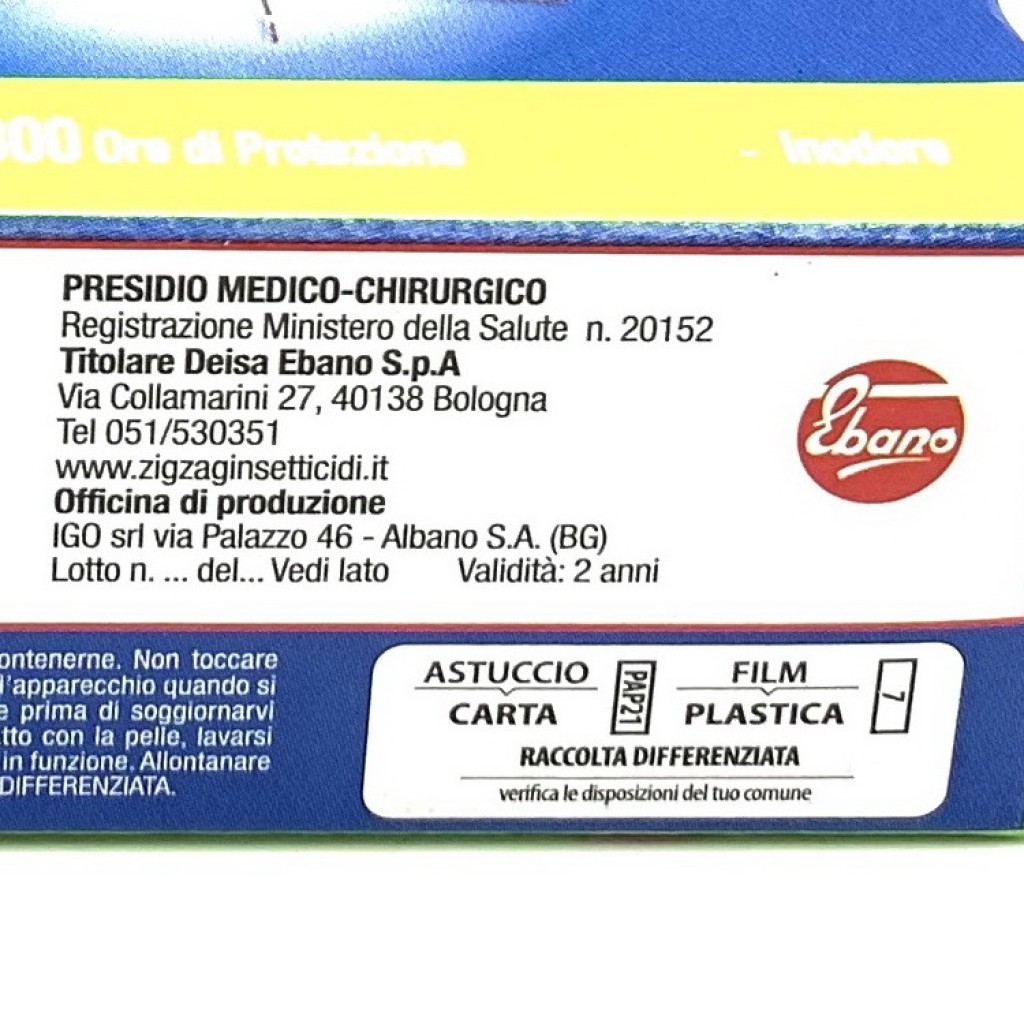 300 Ore di Protezione - Inodore
PRESIDIO MEDICO-CHIRURGICO
Registrazione Ministero della Salute n. 20152
Titolare Deisa Ebano S.p.A
Via Collamarini 27, 40138 Bologna
Tel 051/530351
www.zigzaginsetticidi.it
Officina di produzione
IGO srl via Palazzo 46 - Albano S.A. (BG)
Lotto n. ... del... Vedi lato Validità: 2 anni
Ebano
ontenerne. Non toccare
l'apparecchio quando si
e prima di soggiornarvi
tto con la pelle, lavarsi
in funzione. Allontanare
DIFFERENZIATA.
ASTUCCIO PAP21 FILM 7
CARTA PLASTICA
RACCOLTA DIFFERENZIATA
verifica le disposizioni del tuo comune